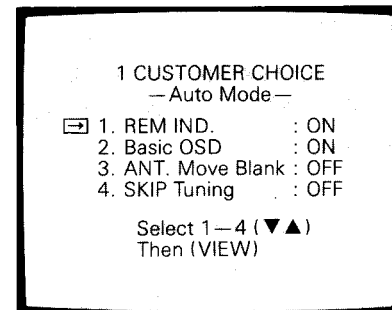 1 CUSTOMER CHOICE
—Auto Mode—
→ 1. REM IND. : ON
2. Basic OSD : ON
3. ANT. Move Blank : OFF
4. SKIP Tuning : OFF
Select 1—4 (▼▲)
Then (VIEW)